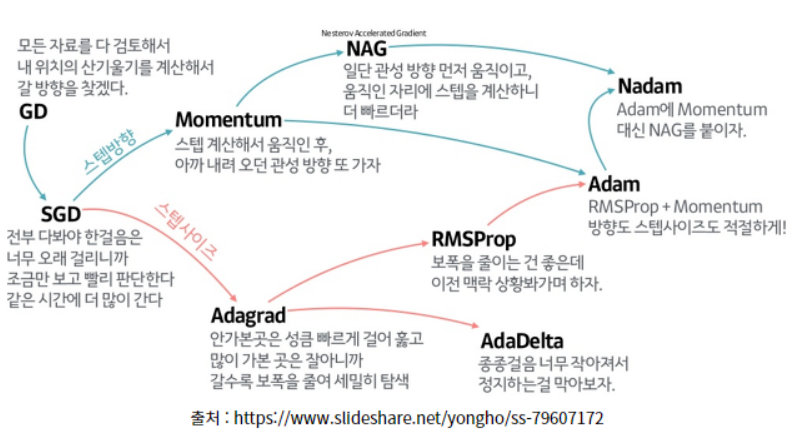 모든 자료를 다 검토해서
내 위치의 산기울기를 계산해서
갈 방향을 찾겠다.
GD
스텝방향
SGD
전부 다봐야 한걸음은
너무 오래 걸리니까
조금만 보고 빨리 판단한다
같은 시간에 더 많이 간다
Momentum
스텝 계산해서 움직인 후,
아까 내려 오던 관성 방향 또 가자
Nesterov Accelerated Gradient
NAG
일단 관성 방향 먼저 움직이고,
움직인 자리에 스텝을 계산하니
더 빠르더라
Nadam
Adam에 Momentum
대신 NAG를 붙이자.
Adam
RMSProp + Momentum
방향도 스텝사이즈도 적절하게!
스텝사이즈
RMSProp
보폭을 줄이는 건 좋은데
이전 맥락 상황봐가며 하자.
Adagrad
안가본곳은 성큼 빠르게 걸어 훓고
많이 가본 곳은 잘아니까
갈수록 보폭을 줄여 세밀히 탐색
AdaDelta
종종걸음 너무 작아져서
정지하는걸 막아보자.
출처 : https://www.slideshare.net/yongho/ss-79607172